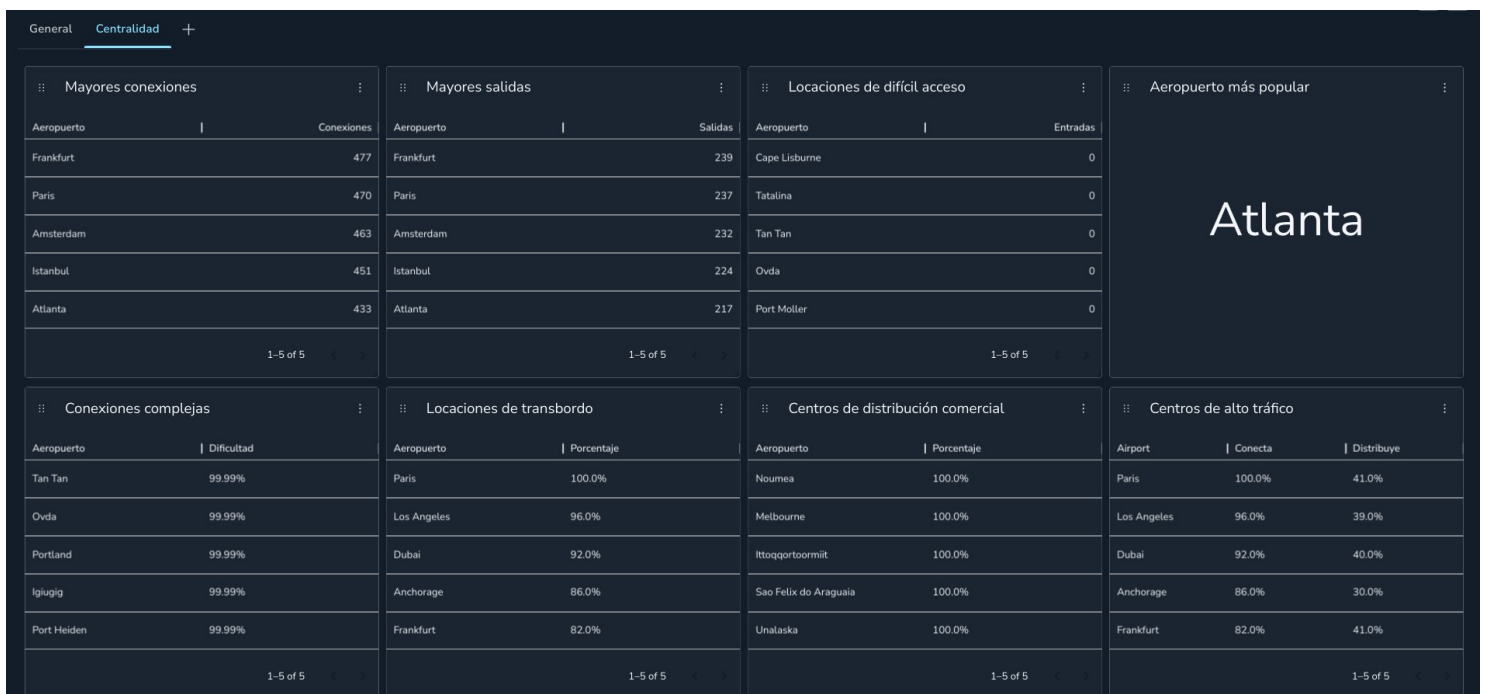 General Centralidad +
Mayores conexiones
Aeropuerto Conexiones
Frankfurt 477
Paris 470
Amsterdam 463
Istanbul 451
Atlanta 433
1–5 of 5
Mayores salidas
Aeropuerto Salidas
Frankfurt 239
Paris 237
Amsterdam 232
Istanbul 224
Atlanta 217
1–5 of 5
Locaciones de difícil acceso
Aeropuerto Entradas
Cape Lisburne 0
Tatalina 0
Tan Tan 0
Ovda 0
Port Moller 0
1–5 of 5
Aeropuerto más popular
Atlanta
Conexiones complejas
Aeropuerto Dificultad
Tan Tan 99.99%
Ovda 99.99%
Portland 99.99%
Igiugig 99.99%
Port Heiden 99.99%
1–5 of 5
Locaciones de transbordo
Aeropuerto Porcentaje
Paris 100.0%
Los Angeles 96.0%
Dubai 92.0%
Anchorage 86.0%
Frankfurt 82.0%
1–5 of 5
Centros de distribución comercial
Aeropuerto Porcentaje
Noumea 100.0%
Melbourne 100.0%
Ittoqqortoormiit 100.0%
Sao Felix do Araguaia 100.0%
Unalaska 100.0%
1–5 of 5
Centros de alto tráfico
Airport Conecta Distribuye
Paris 100.0% 41.0%
Los Angeles 96.0% 39.0%
Dubai 92.0% 40.0%
Anchorage 86.0% 30.0%
Frankfurt 82.0% 41.0%
1–5 of 5